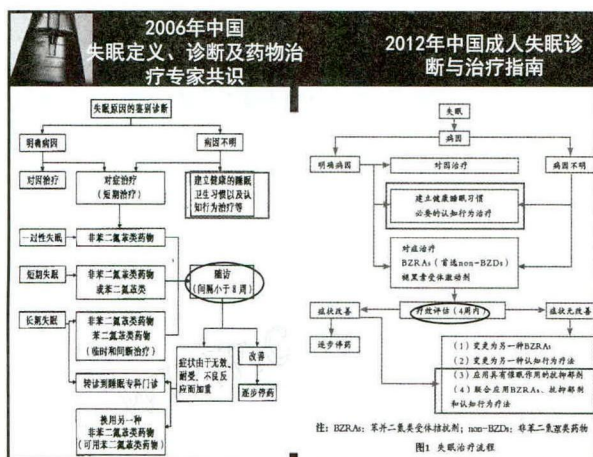 2006年中国
失眠定义、诊断及药物治
疗专家共识
失眠原因的鉴别诊断
明确病因
病因不明
对因治疗
对症治疗
(短期治疗)
建立健康的睡眠
卫生习惯以及认
知行为治疗等
一过性失眠
非苯二氮䓬类药物
短期失眠
非苯二氮䓬类药物
或苯二氮䓬类
随访
(间隔小于8周)
长期失眠
非苯二氮䓬类药物
苯二氮䓬类药物
(临时和间断治疗)
症状由于无效、
耐受、不良反
应而加重
改善
逐步停药
转诊到睡眠专科门诊
换用另一种
非苯二氮䓬类药物
(可用苯二氮䓬类药物)
2012年中国成人失眠诊
断与治疗指南
失眠
病因
明确病因
对因治疗
病因不明
建立健康睡眠习惯
必要的认知行为治疗
对症治疗
BZRAs(首选non-BZDs)
褪黑素受体激动剂
症状改善
疗效评估(4周内)
症状无改善
逐步停药
(1)变更为另一种BZRAs
(2)变更为另一种认知行为疗法
(3)应用具有催眠作用的抗抑郁剂
(4)联合应用BZRAs、抗抑郁剂
和认知行为疗法
注:BZRAs:苯并二氮类受体拮抗剂;non-BZDs:非苯二氮䓬类药物
图1 失眠治疗流程